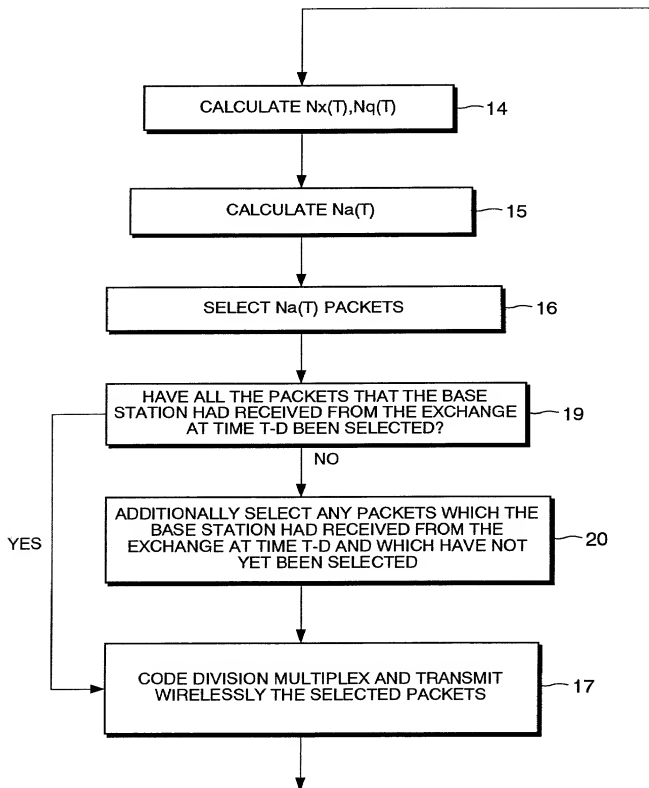 CALCULATE Nx(T),Nq(T)
14
CALCULATE Na(T)
15
SELECT Na(T) PACKETS
16
HAVE ALL THE PACKETS THAT THE BASE
STATION HAD RECEIVED FROM THE EXCHANGE
AT TIME T-D BEEN SELECTED?
19
NO
YES
ADDITIONALLY SELECT ANY PACKETS WHICH THE
BASE STATION HAD RECEIVED FROM THE
EXCHANGE AT TIME T-D AND WHICH HAVE NOT
YET BEEN SELECTED
20
CODE DIVISION MULTIPLEX AND TRANSMIT
WIRELESSLY THE SELECTED PACKETS
17